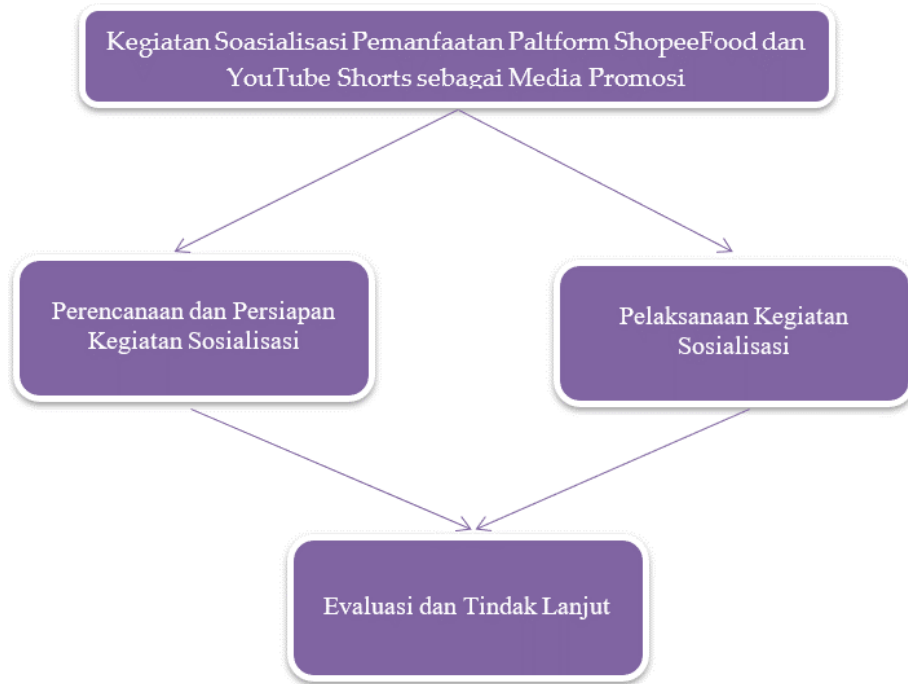 Kegiatan Soasialisasi Pemanfaatan Paltform ShopeeFood dan
YouTube Shorts sebagai Media Promosi
Perencanaan dan Persiapan
Kegiatan Sosialisasi
Pelaksanaan Kegiatan
Sosialisasi
Evaluasi dan Tindak Lanjut